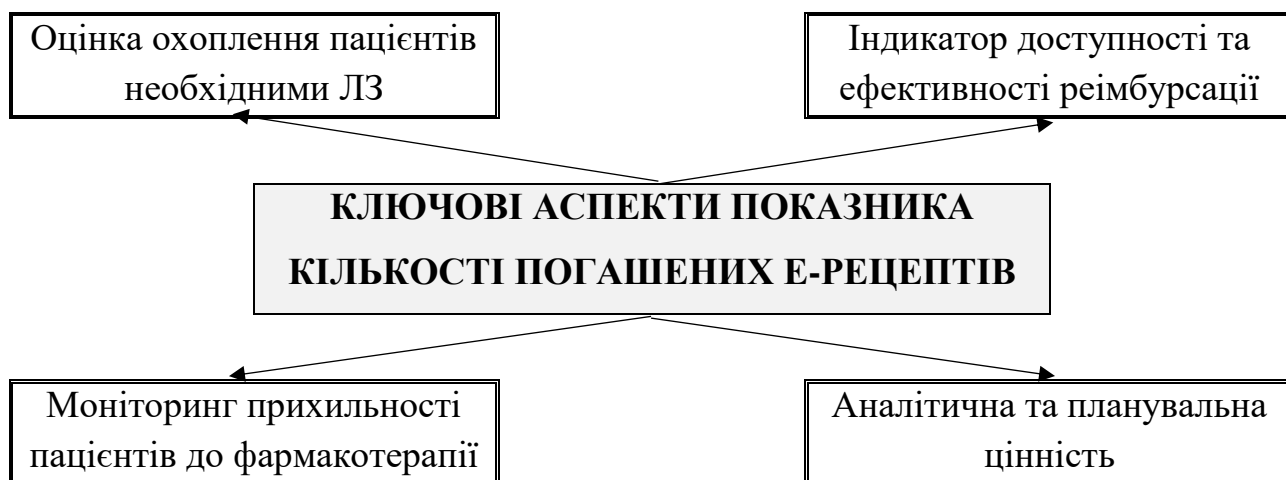 Оцінка охоплення пацієнтів
необхідними ЛЗ
Індикатор доступності та
ефективності реімбурсації
КЛЮЧОВІ АСПЕКТИ ПОКАЗНИКА
КІЛЬКОСТІ ПОГАШЕНИХ Е-РЕЦЕПТІВ
Моніторинг прихильності
пацієнтів до фармакотерапії
Аналітична та планувальна
цінність